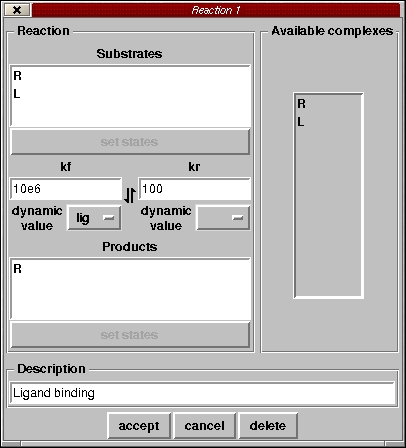 Reaction 1
Reaction
Substrates
R
L
set states
kf
kr
10e6
100
dynamic value
lig
dynamic value
Products
R
set states
Available complexes
R
L
Description
Ligand binding
accept cancel delete